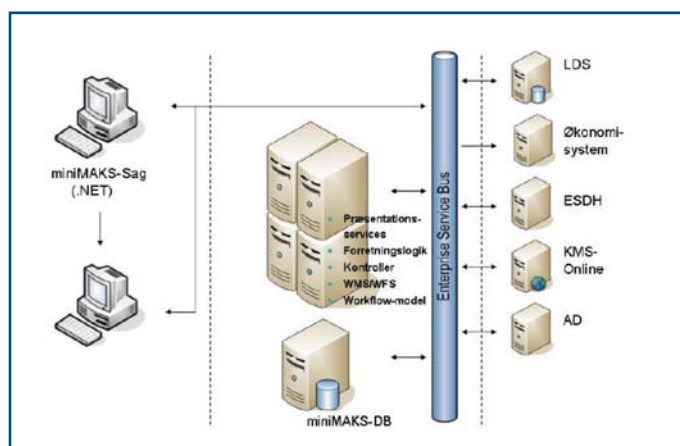 miniMAKS-Sag
(.NET)
Præsentations-
services
Forretningslogik
Kontroller
WMS/WFS
Workflow-model
miniMAKS-DB
Enterprise Service Bus
LDS
Økonomi-
system
ESDH
KMS-
Online
AD